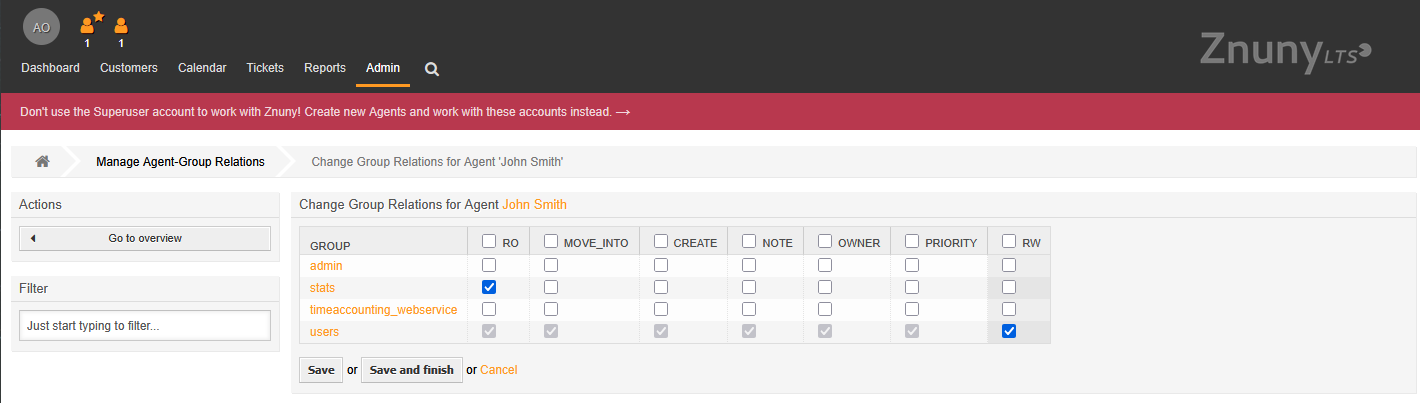 AO
1 1
Znuny LTS
Dashboard Customers Calendar Tickets Reports Admin
Don't use the Superuser account to work with Znuny! Create new Agents and work with these accounts instead. →
Manage Agent-Group Relations Change Group Relations for Agent 'John Smith'
Actions
Go to overview
Filter
Just start typing to filter...
Change Group Relations for Agent John Smith
GROUP RO MOVE_INTO CREATE NOTE OWNER PRIORITY RW
admin
stats
timeaccounting_webservice
users
Save or Save and finish or Cancel